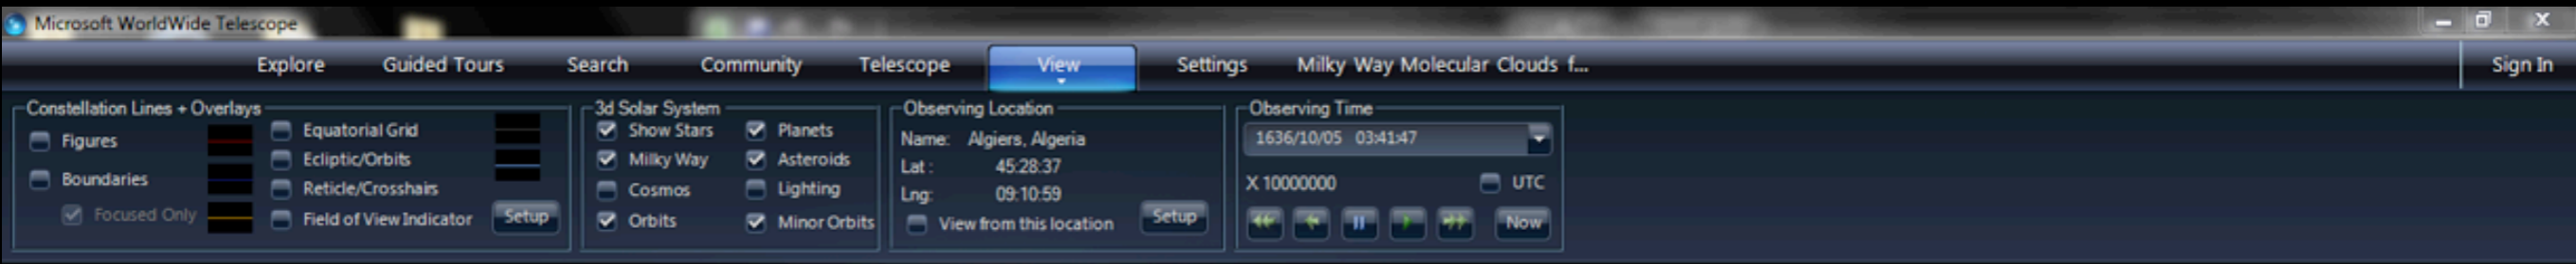 Microsoft WorldWide Telescope
Explore Guided Tours Search Community Telescope View Settings Milky Way Molecular Clouds f... Sign In
Constellation Lines + Overlays
Figures
Boundaries
Focused Only
Equatorial Grid
Ecliptic/Orbits
Reticle/Crosshairs
Field of View Indicator
Setup
3d Solar System
Show Stars
Milky Way
Cosmos
Orbits
Planets
Asteroids
Lighting
Minor Orbits
Observing Location
Name: Algiers, Algeria
Lat : 45:28:37
Lng: 09:10:59
View from this location
Setup
Observing Time
1636/10/05 03:41:47
X 10000000 UTC
Now